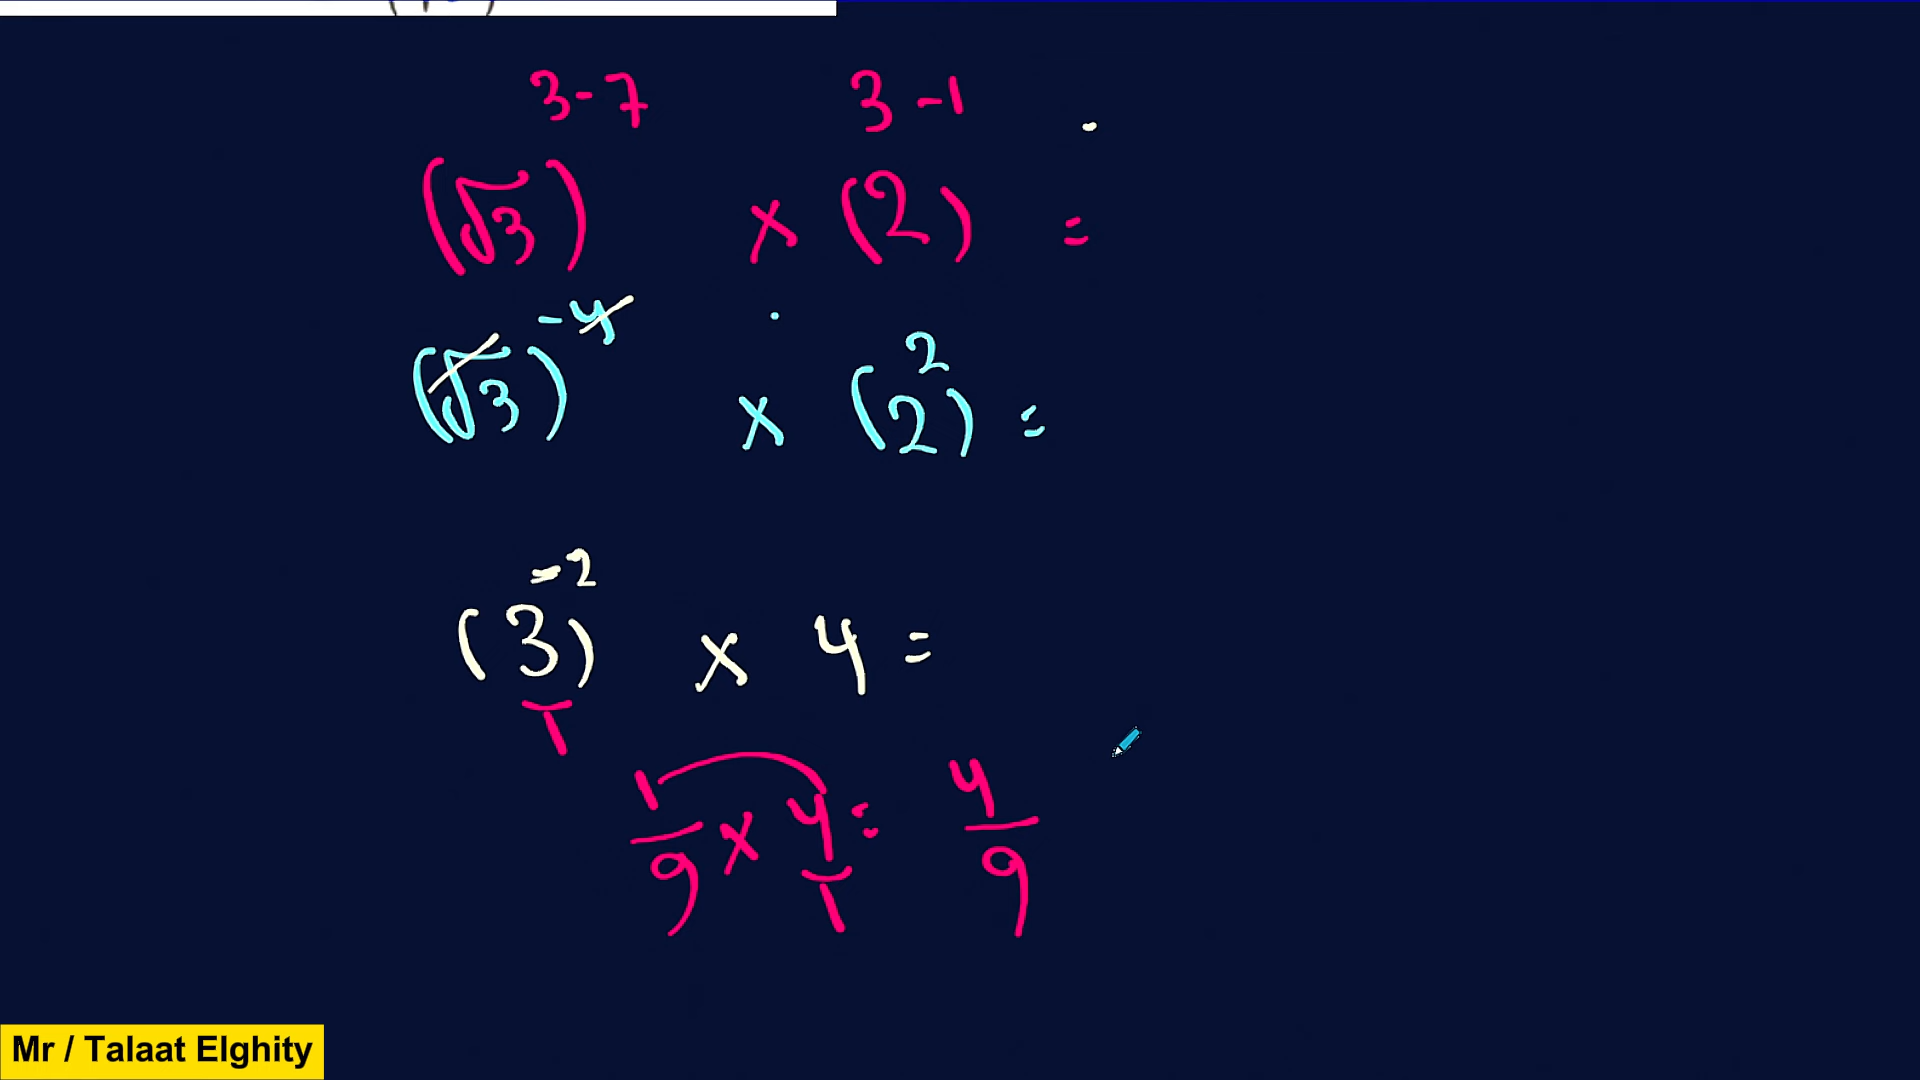 (√3)^(3-7) × (2)^(3-1) =
(√3)^(-4) × (2)^2 =
(3)^(-2) × 4 =
1
1/9 × 4/1 = 4/9
Mr / Talaat Elghity